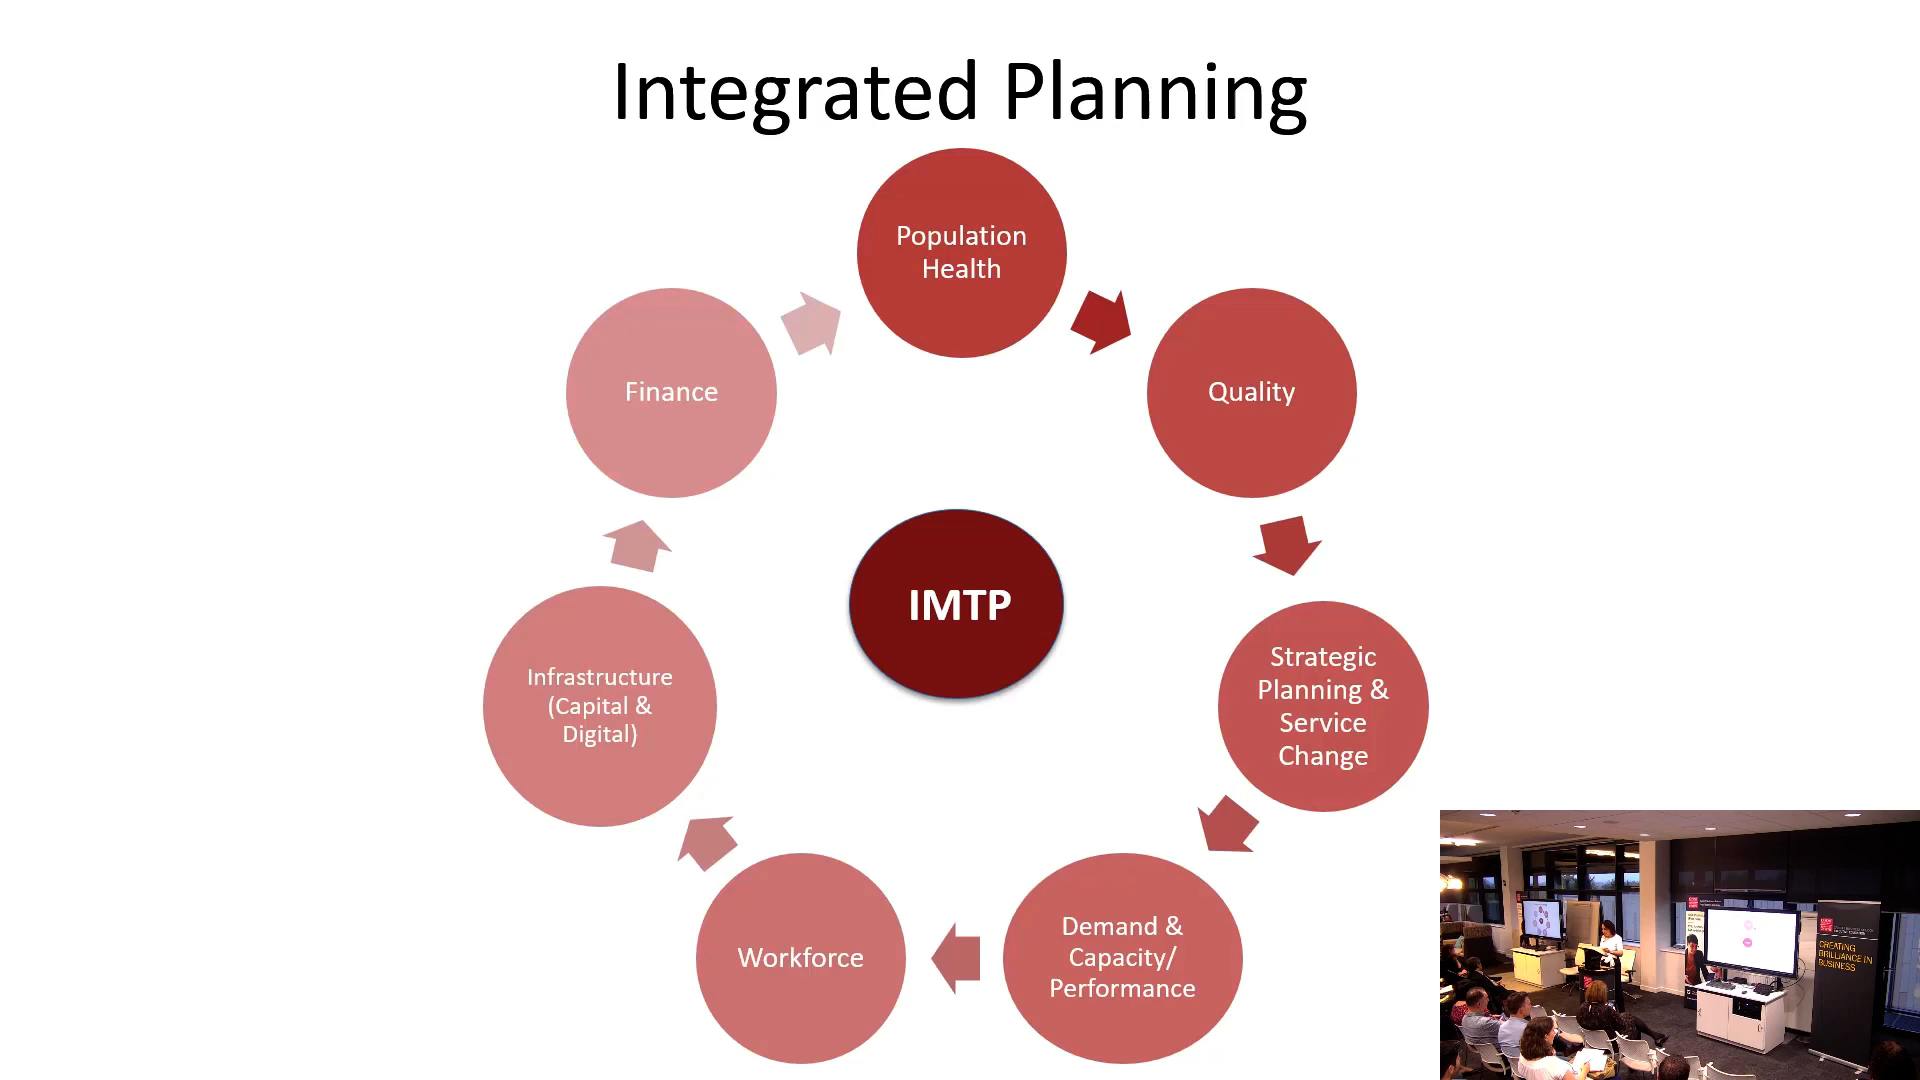 Integrated Planning
Population
Health
Quality
Strategic
Planning &
Service
Change
Demand &
Capacity/
Performance
Workforce
Infrastructure
(Capital &
Digital)
Finance
IMTP
CREATING
BRILLIANCE IN
BUSINESS